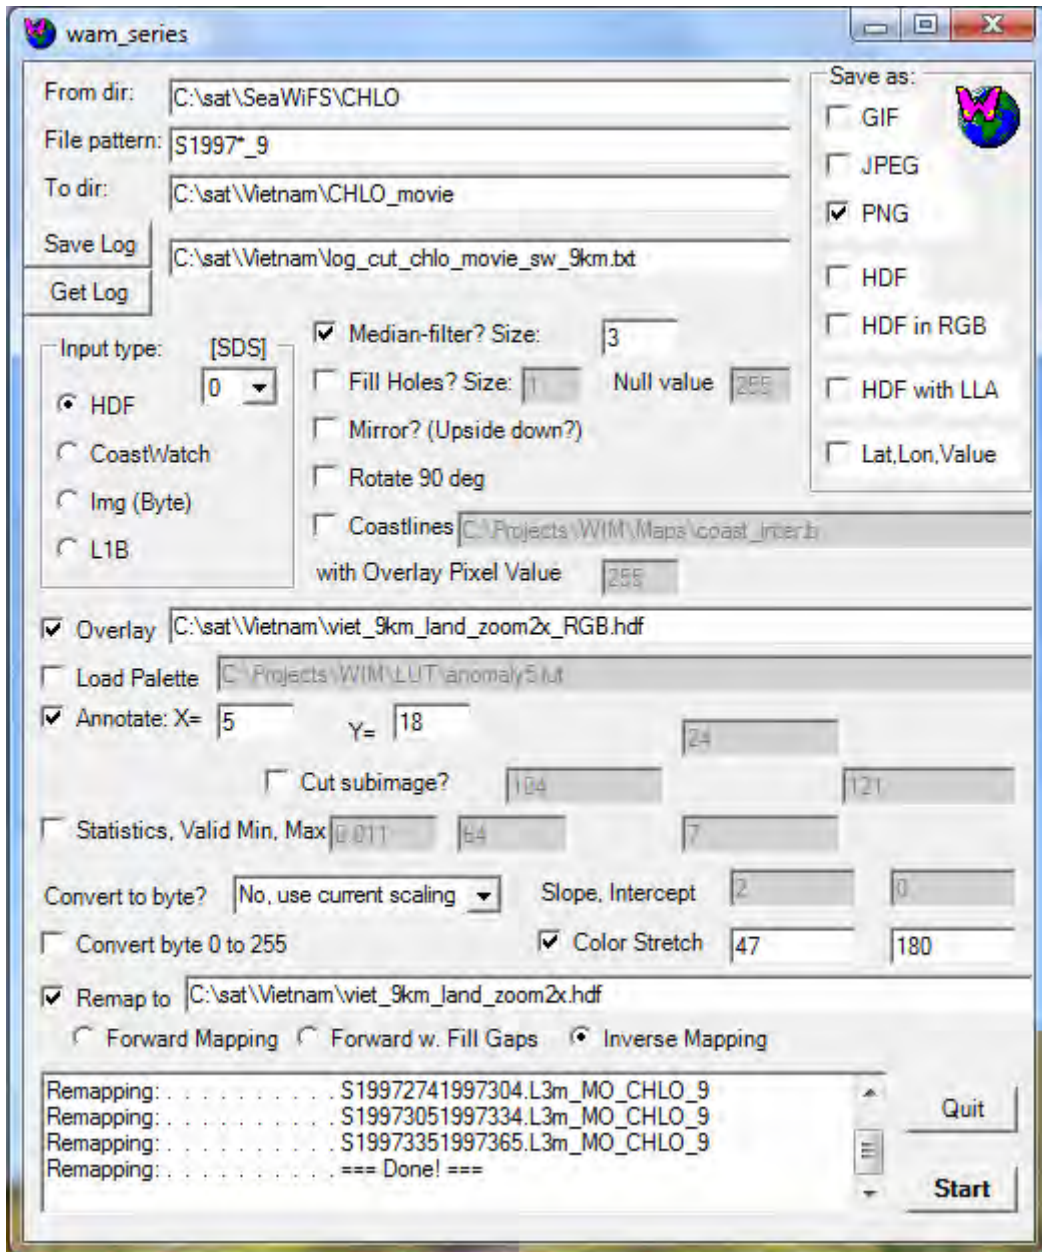 wam_series
From dir: C:\sat\SeaWiFS\CHLO
File pattern: S1997*_9
To dir: C:\sat\Vietnam\CHLO_movie
Save Log
C:\sat\Vietnam\log_cut_chlo_movie_sw_9km.txt
Get Log
Save as:
GIF
JPEG
PNG
HDF
HDF in RGB
HDF with LLA
Lat,Lon,Value
Input type: [SDS]
0
HDF
CoastWatch
Img (Byte)
L1B
Median-filter? Size: 3
Fill Holes? Size: 1 Null value 255
Mirror? (Upside down?)
Rotate 90 deg
Coastlines C:\Projects\WIM\Maps\coast_inter.b
with Overlay Pixel Value 255
Overlay C:\sat\Vietnam\viet_9km_land_zoom2x_RGB.hdf
Load Palette C:\Projects\WIM\LUT\anomaly5.lut
Annotate: X= 5 Y= 18
24
Cut subimage? 104 121
Statistics, Valid Min, Max 0.011 64 7
Convert to byte? No, use current scaling Slope, Intercept 2 0
Convert byte 0 to 255 Color Stretch 47 180
Remap to C:\sat\Vietnam\viet_9km_land_zoom2x.hdf
Forward Mapping Forward w. Fill Gaps Inverse Mapping
Remapping: . . . . . . . . . . . S19972741997304.L3m_MO_CHLO_9
Remapping: . . . . . . . . . . . S19973051997334.L3m_MO_CHLO_9
Remapping: . . . . . . . . . . . S19973351997365.L3m_MO_CHLO_9
Remapping: . . . . . . . . . . . === Done! ===
Quit
Start